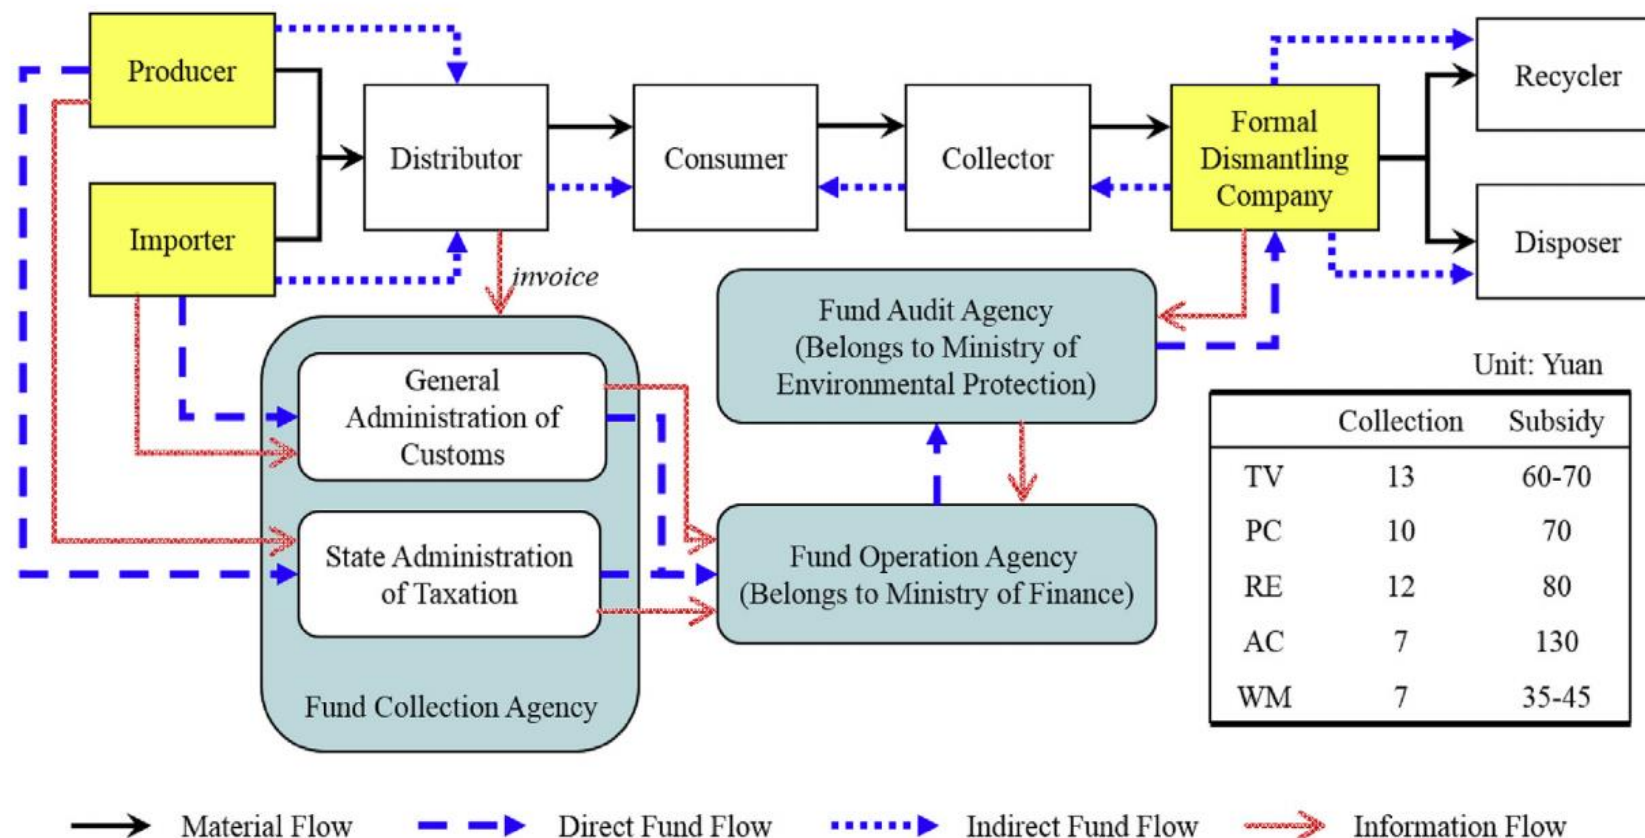 Producer
Importer
Distributor
Consumer
Collector
Formal
Dismantling
Company
Recycler
Disposer
invoice
General
Administration of
Customs
State Administration
of Taxation
Fund Collection Agency
Fund Audit Agency
(Belongs to Ministry of
Environmental Protection)
Fund Operation Agency
(Belongs to Ministry of Finance)
Unit: Yuan
Collection Subsidy
TV 13 60-70
PC 10 70
RE 12 80
AC 7 130
WM 7 35-45
Material Flow Direct Fund Flow Indirect Fund Flow Information Flow